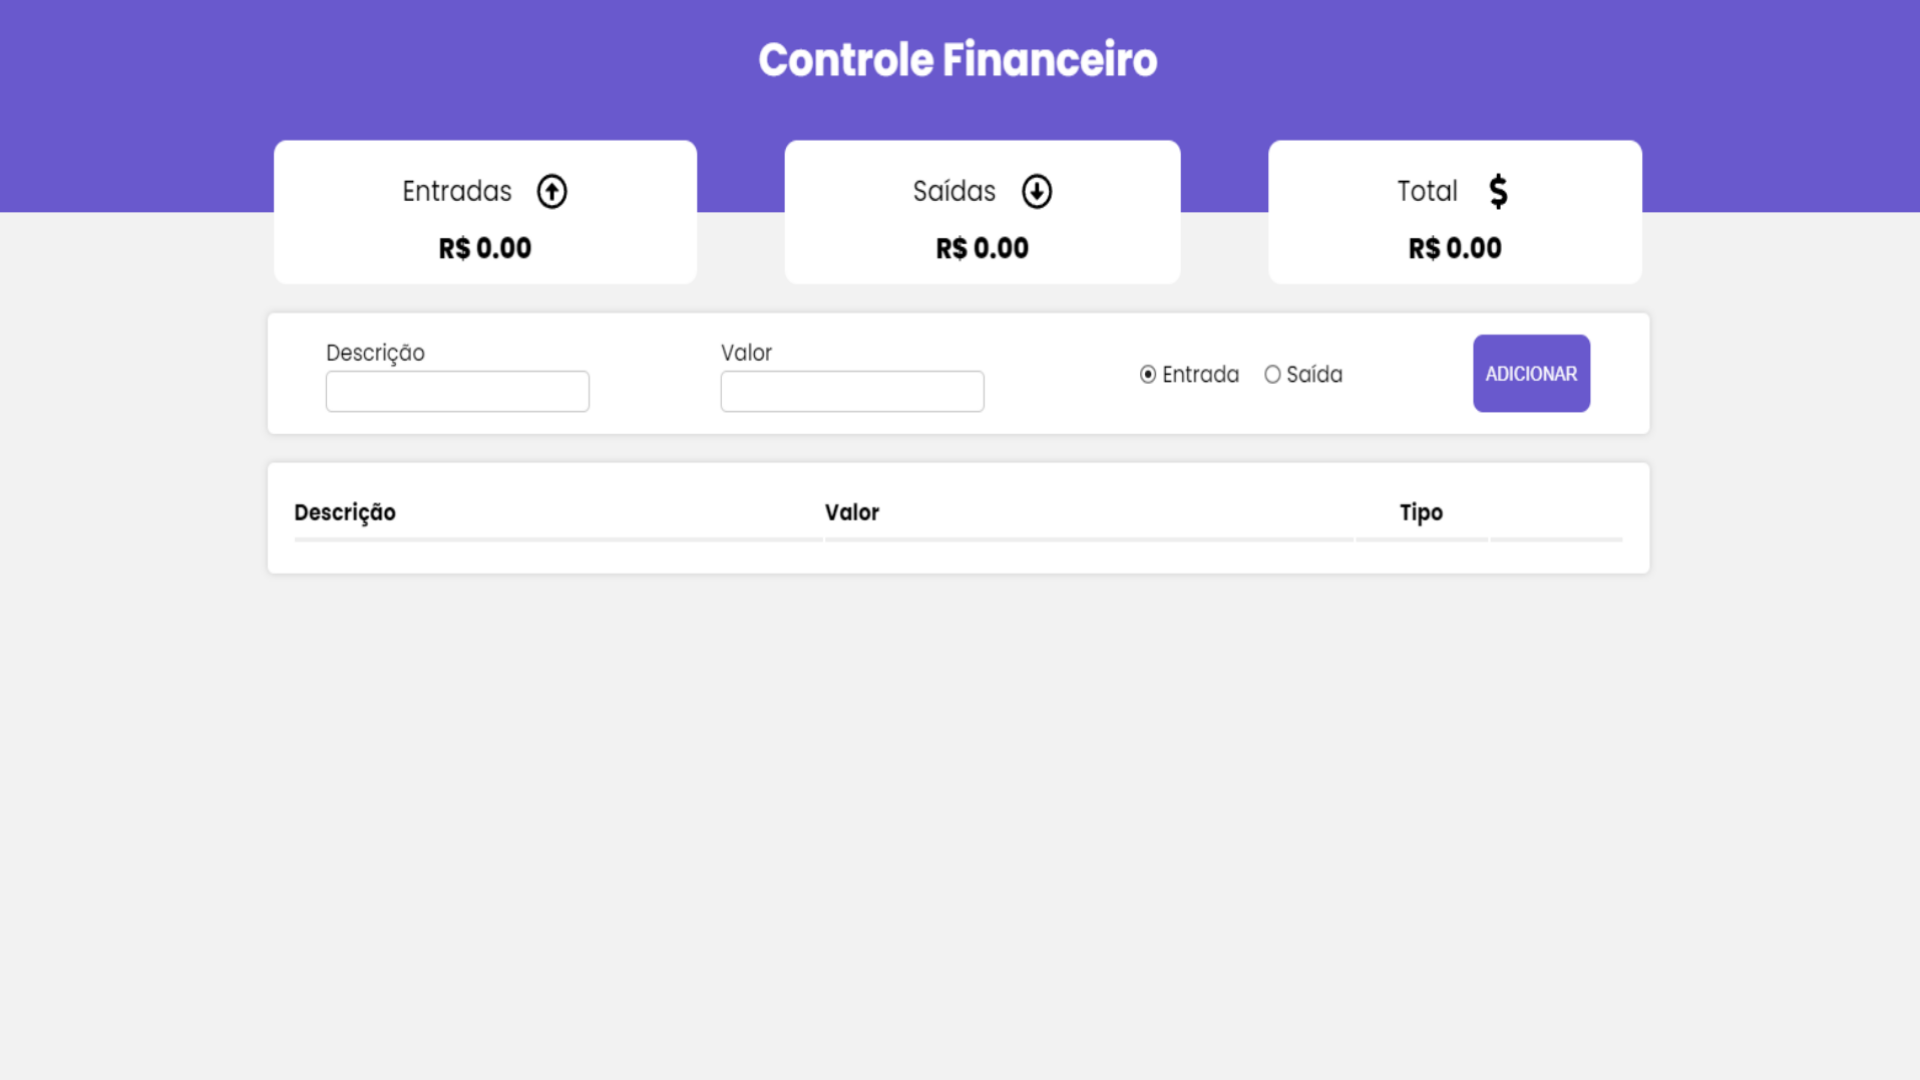 Controle Financeiro
Entradas
Saídas
Total $
R$ 0.00
R$ 0.00
R$ 0.00
Descrição
Valor
Entrada
Saída
ADICIONAR
Descrição
Valor
Tipo